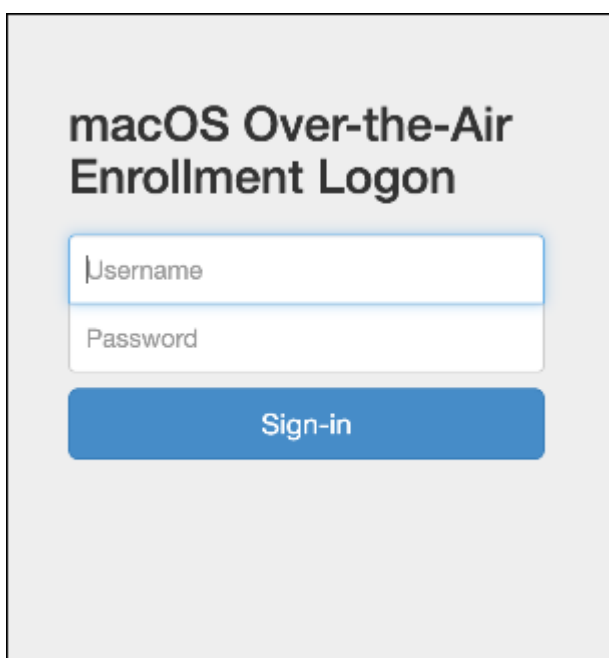 macOS Over-the-Air
Enrollment Logon
Username
Password
Sign-in